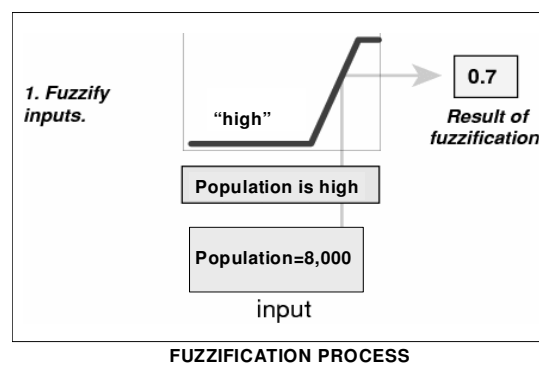 1. Fuzzify
inputs.
“high”
0.7
Result of
fuzzification
Population is high
Population=8,000
input
FUZZIFICATION PROCESS